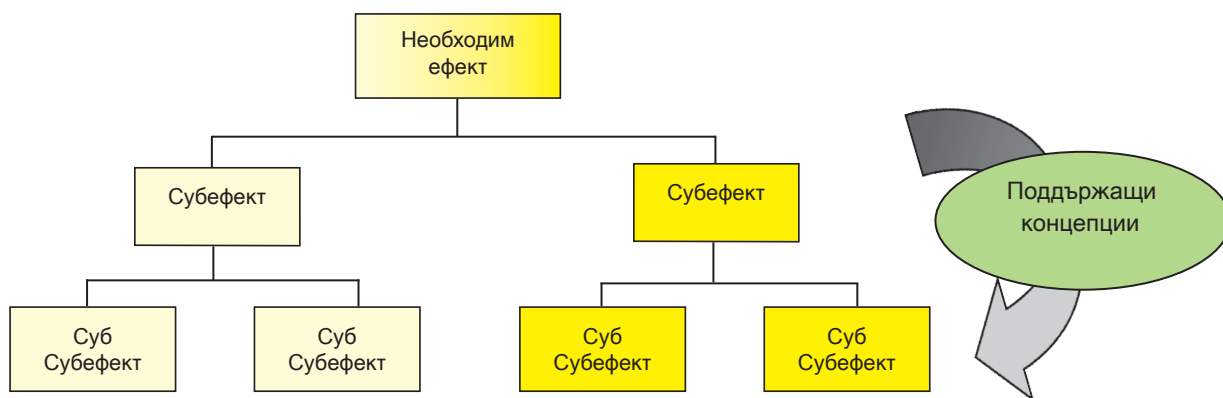 Необходим
ефект
Субефект
Субефект
Поддържащи
концепции
Суб
Субефект
Суб
Субефект
Суб
Субефект
Суб
Субефект